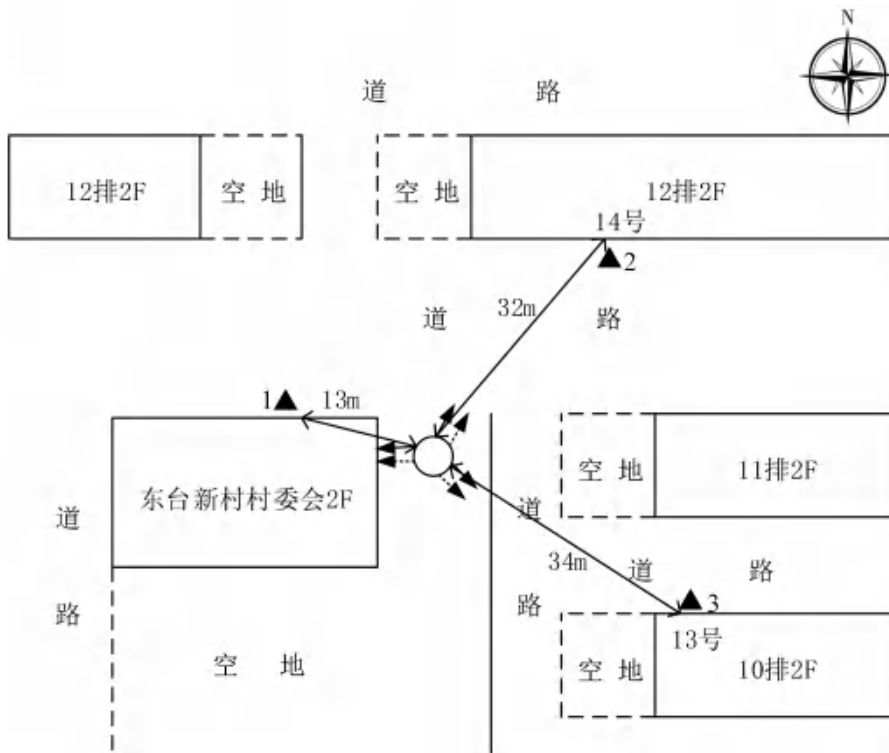 N
道 路
12排2F
空 地
空 地
12排2F
14号
2
32m
道 路
1
13m
东台新村村委会2F
空 地
11排2F
道 路
道 路
34m
道 路
3
13号
空 地
10排2F
空 地